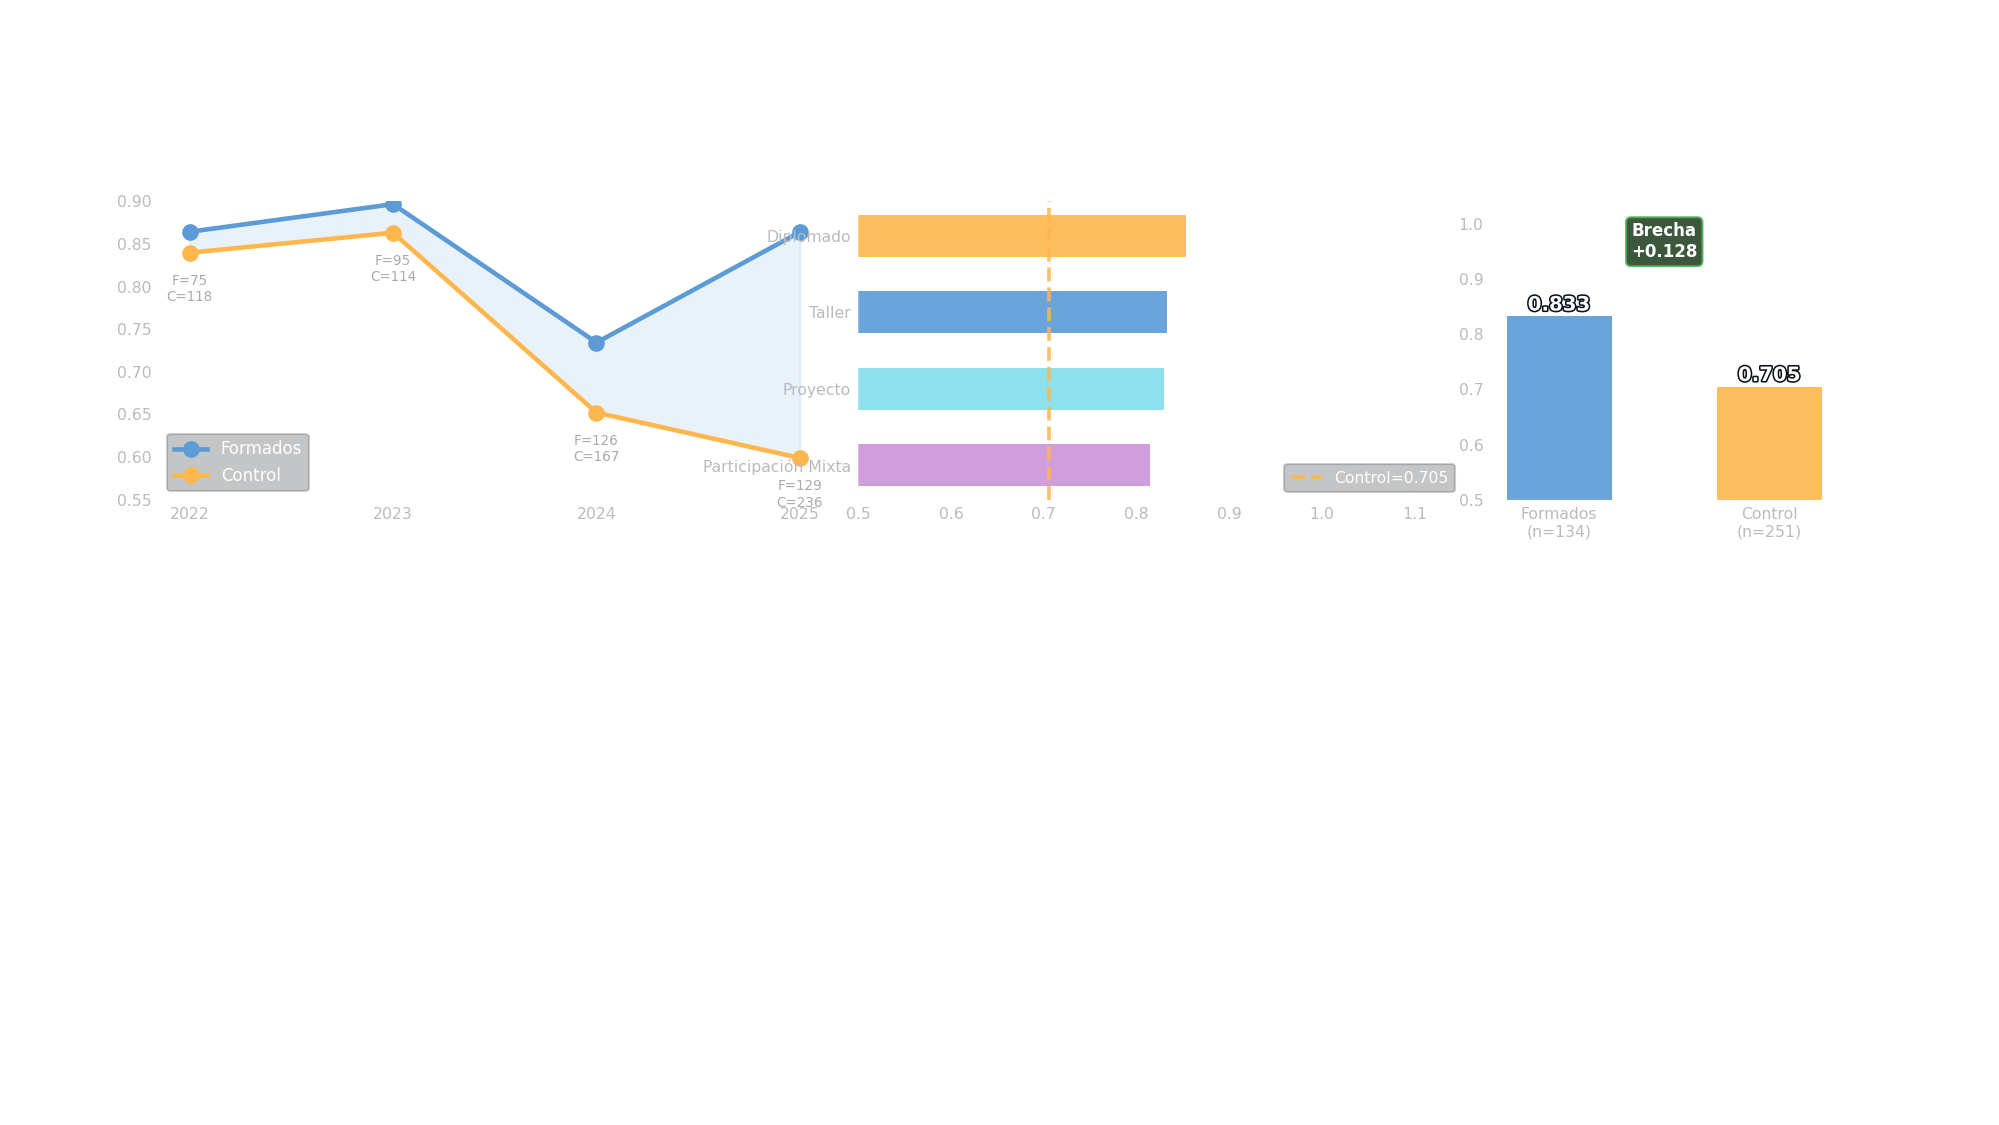 0.90
0.85
0.80
0.75
0.70
0.65
0.60
0.55
F=75
C=118
F=95
C=114
F=126
C=167
F=129
C=236
Formados
Control
2022
2023
2024
2025
Diplomado
Taller
Proyecto
Participación Mixta
Control=0.705
0.5
0.6
0.7
0.8
0.9
1.0
1.1
1.0
0.9
0.8
0.7
0.6
0.5
Brecha
+0.128
0.833
0.705
Formados
(n=134)
Control
(n=251)